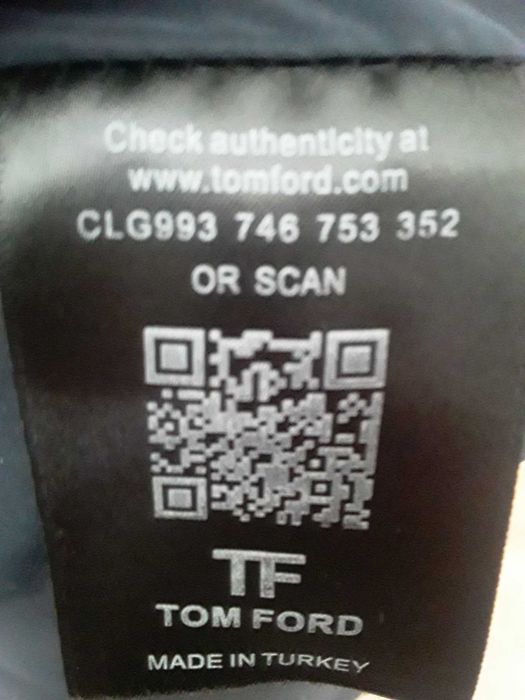 Check authenticity at
www.tomford.com
CLG993 746 753 352
OR SCAN
TF
TOM FORD
MADE IN TURKEY